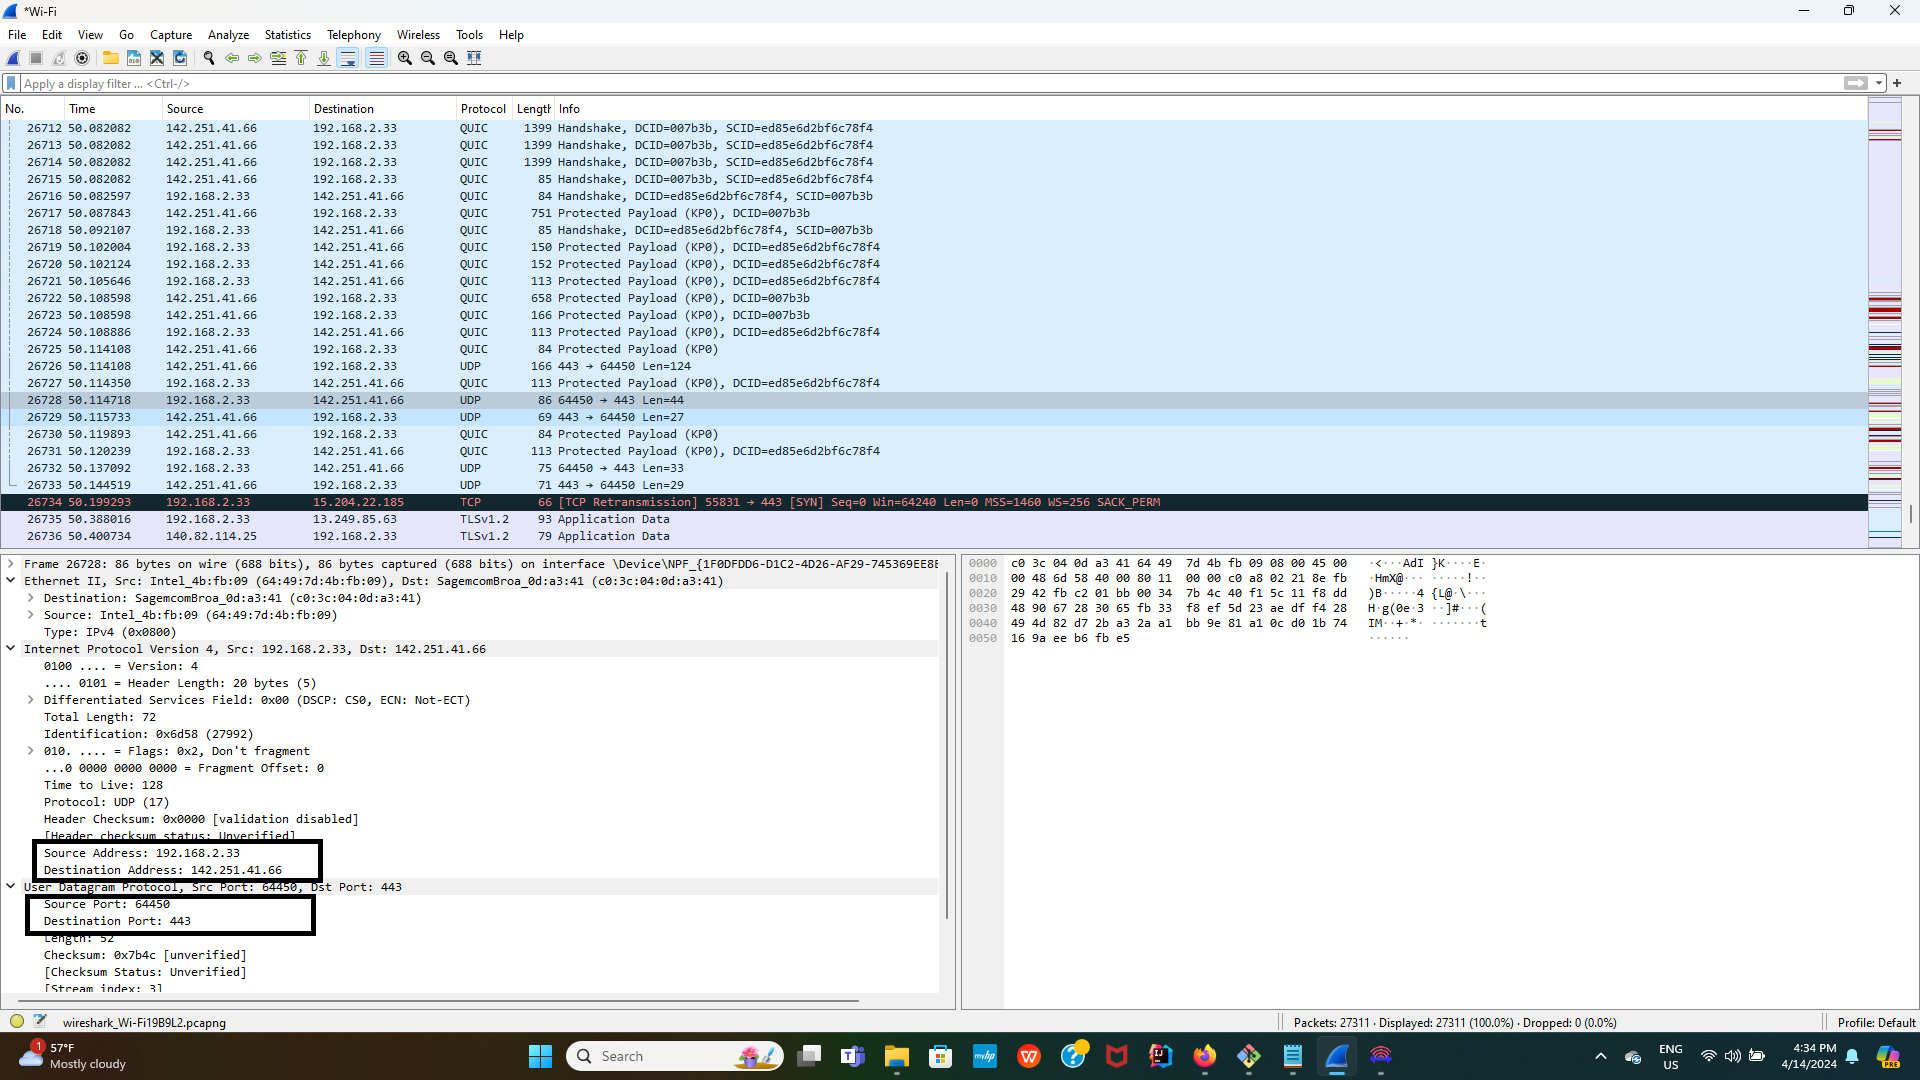 *Wi-Fi
File Edit View Go Capture Analyze Statistics Telephony Wireless Tools Help
Apply a display filter ... <Ctrl-/>
No. Time Source Destination Protocol Length Info
26712 50.082082 142.251.41.66 192.168.2.33 QUIC 1399 Handshake, DCID=007b3b, SCID=ed85e6d2bf6c78f4
26713 50.082082 142.251.41.66 192.168.2.33 QUIC 1399 Handshake, DCID=007b3b, SCID=ed85e6d2bf6c78f4
26714 50.082082 142.251.41.66 192.168.2.33 QUIC 1399 Handshake, DCID=007b3b, SCID=ed85e6d2bf6c78f4
26715 50.082082 142.251.41.66 192.168.2.33 QUIC 85 Handshake, DCID=007b3b, SCID=ed85e6d2bf6c78f4
26716 50.082597 192.168.2.33 142.251.41.66 QUIC 84 Handshake, DCID=ed85e6d2bf6c78f4, SCID=007b3b
26717 50.087843 142.251.41.66 192.168.2.33 QUIC 751 Protected Payload (KP0), DCID=007b3b
26718 50.092107 192.168.2.33 142.251.41.66 QUIC 85 Handshake, DCID=ed85e6d2bf6c78f4, SCID=007b3b
26719 50.102004 192.168.2.33 142.251.41.66 QUIC 150 Protected Payload (KP0), DCID=ed85e6d2bf6c78f4
26720 50.102124 192.168.2.33 142.251.41.66 QUIC 152 Protected Payload (KP0), DCID=ed85e6d2bf6c78f4
26721 50.105646 192.168.2.33 142.251.41.66 QUIC 113 Protected Payload (KP0), DCID=ed85e6d2bf6c78f4
26722 50.108598 142.251.41.66 192.168.2.33 QUIC 658 Protected Payload (KP0), DCID=007b3b
26723 50.108598 142.251.41.66 192.168.2.33 QUIC 166 Protected Payload (KP0), DCID=007b3b
26724 50.108886 192.168.2.33 142.251.41.66 QUIC 113 Protected Payload (KP0), DCID=ed85e6d2bf6c78f4
26725 50.114108 142.251.41.66 192.168.2.33 QUIC 84 Protected Payload (KP0)
26726 50.114108 142.251.41.66 192.168.2.33 UDP 166 443 → 64450 Len=124
26727 50.114350 192.168.2.33 142.251.41.66 QUIC 113 Protected Payload (KP0), DCID=ed85e6d2bf6c78f4
26728 50.114718 192.168.2.33 142.251.41.66 UDP 86 64450 → 443 Len=44
26729 50.115733 142.251.41.66 192.168.2.33 UDP 69 443 → 64450 Len=27
26730 50.119893 142.251.41.66 192.168.2.33 QUIC 84 Protected Payload (KP0)
26731 50.120239 192.168.2.33 142.251.41.66 QUIC 113 Protected Payload (KP0), DCID=ed85e6d2bf6c78f4
26732 50.137092 192.168.2.33 142.251.41.66 UDP 75 64450 → 443 Len=33
26733 50.144519 142.251.41.66 192.168.2.33 UDP 71 443 → 64450 Len=29
26734 50.199293 192.168.2.33 15.204.22.185 TCP 66 [TCP Retransmission] 55831 → 443 [SYN] Seq=0 Win=64240 Len=0 MSS=1460 WS=256 SACK_PERM
26735 50.388016 192.168.2.33 13.249.85.63 TLSv1.2 93 Application Data
26736 50.400734 140.82.114.25 192.168.2.33 TLSv1.2 79 Application Data
Frame 26728: 86 bytes on wire (688 bits), 86 bytes captured (688 bits) on interface \Device\NPF_{1F0DFDD6-D1C2-4D26-AF29-745369EE8E
Ethernet II, Src: Intel_4b:fb:09 (64:49:7d:4b:fb:09), Dst: SagemcomBroa_0d:a3:41 (c0:3c:04:0d:a3:41)
Destination: SagemcomBroa_0d:a3:41 (c0:3c:04:0d:a3:41)
Source: Intel_4b:fb:09 (64:49:7d:4b:fb:09)
Type: IPv4 (0x0800)
Internet Protocol Version 4, Src: 192.168.2.33, Dst: 142.251.41.66
0100 .... = Version: 4
.... 0101 = Header Length: 20 bytes (5)
Differentiated Services Field: 0x00 (DSCP: CS0, ECN: Not-ECT)
Total Length: 72
Identification: 0x6d58 (27992)
010. .... = Flags: 0x2, Don't fragment
...0 0000 0000 0000 = Fragment Offset: 0
Time to Live: 128
Protocol: UDP (17)
Header Checksum: 0x0000 [validation disabled]
[Header checksum status: Unverified]
Source Address: 192.168.2.33
Destination Address: 142.251.41.66
User Datagram Protocol, Src Port: 64450, Dst Port: 443
Source Port: 64450
Destination Port: 443
Length: 52
Checksum: 0x7b4c [unverified]
[Checksum Status: Unverified]
[Stream index: 3]
0000 c0 3c 04 0d a3 41 64 49 7d 4b fb 09 08 00 45 00 ·<···AdI }K····E·
0010 00 48 6d 58 40 00 80 11 00 00 c0 a8 02 21 8e fb ·HmX@··· ·····!··
0020 29 42 fb c2 01 bb 00 34 7b 4c 40 f1 5c 11 f8 dd )B·····4 {L@·\···
0030 48 90 67 28 30 65 fb 33 f8 ef 5d 23 ae df f4 28 H·g(0e·3 ··]#···(
0040 49 4d 82 d7 2b a3 2a a1 bb 9e 81 a1 0c d0 1b 74 IM··+·*· ·······t
0050 16 9a ee b6 fb e5 ······
wireshark_Wi-Fi19B9L2.pcapng
Packets: 27311 · Displayed: 27311 (100.0%) · Dropped: 0 (0.0%)
Profile: Default
1
57°F
Mostly cloudy
Search
myhp
ENG
US
4:34 PM
4/14/2024
PRE